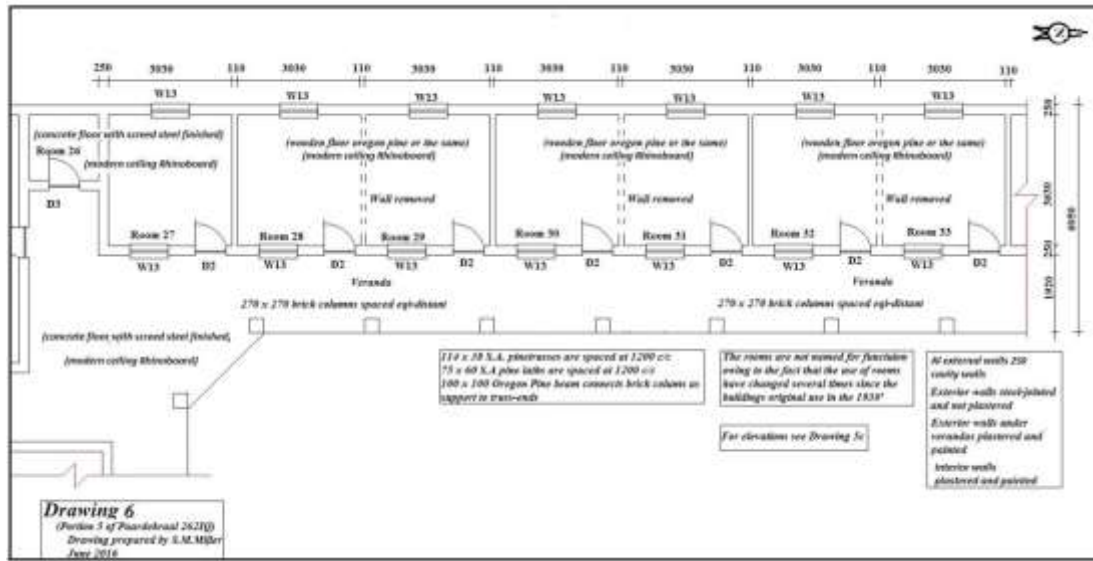 250 3030 110 3030 110 3030 110 3030 110 3030 110 3030 110 3030 110
W13 W13 W13 W13 W13 W13 W13
N
250
(concrete floor with screed steel finished)
Room 26
(modern ceiling Rhinoboard)
(wooden floor oregon pine or the same)
(modern ceiling Rhinoboard)
(wooden floor oregon pine or the same)
(modern ceiling Rhinoboard)
(wooden floor oregon pine or the same)
(modern ceiling Rhinoboard)
D3
Wall removed
Wall removed
Wall removed
Room 27 Room 28 Room 29 Room 30 Room 31 Room 32 Room 33
W13 D2 W13 D2 W13 D2 W13 D2 W13 D2 W13 D2 W13 D2
250
1920
Veranda
Veranda
270 x 270 brick columns spaced eqi-distant
270 x 270 brick columns spaced eqi-distant
(concrete floor with screed steel finished,
(modern ceiling Rhinoboard)
114 x 38 S.A. pinetrusses are spaced at 1200 c/c
75 x 60 S.A pine laths are spaced at 1200 c/c
100 x 100 Oregon Pine beam connects brick colums as
support to truss-ends
The rooms are not named for function
owing to the fact that the use of rooms
have changed several times since the
buildings original use in the 1938'
For elevations see Drawing 5c
Al external walls 250
cavity walls
Exterior walls steel-jointed
and not plastered
Exterior walls under
verandas plastered and
painted
Interior walls
plastered and painted
Drawing 6
(Portion 5 of Paardekraal 262IQ)
Drawing prepared by S.M.Miller
June 2016